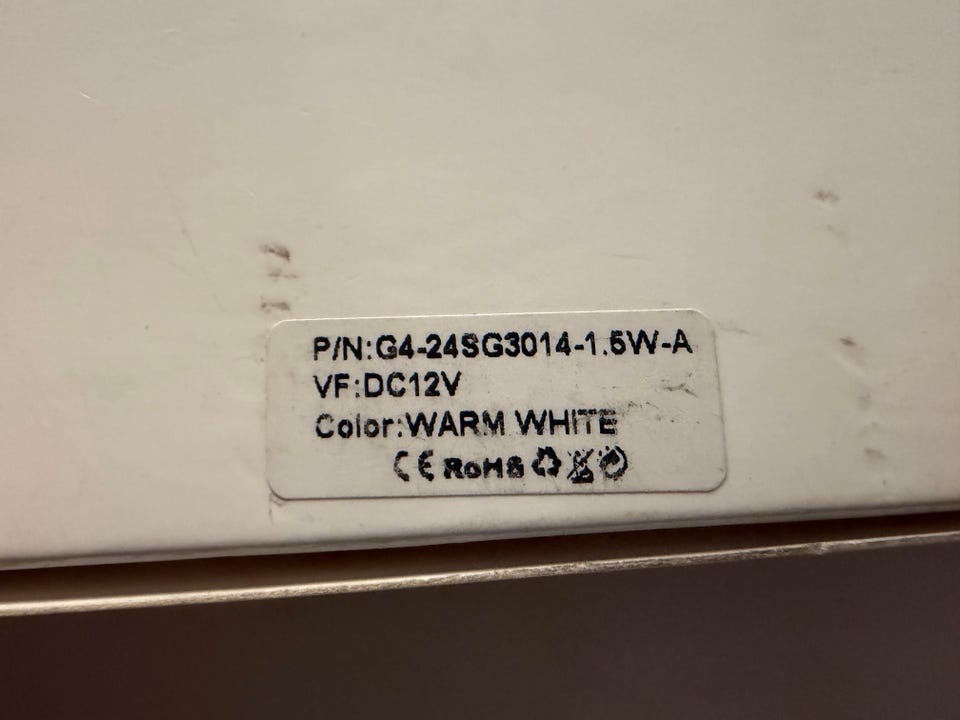 P/N:G4-24SG3014-1.5W-A
VF:DC12V
Color:WARM WHITE
CE RoHS